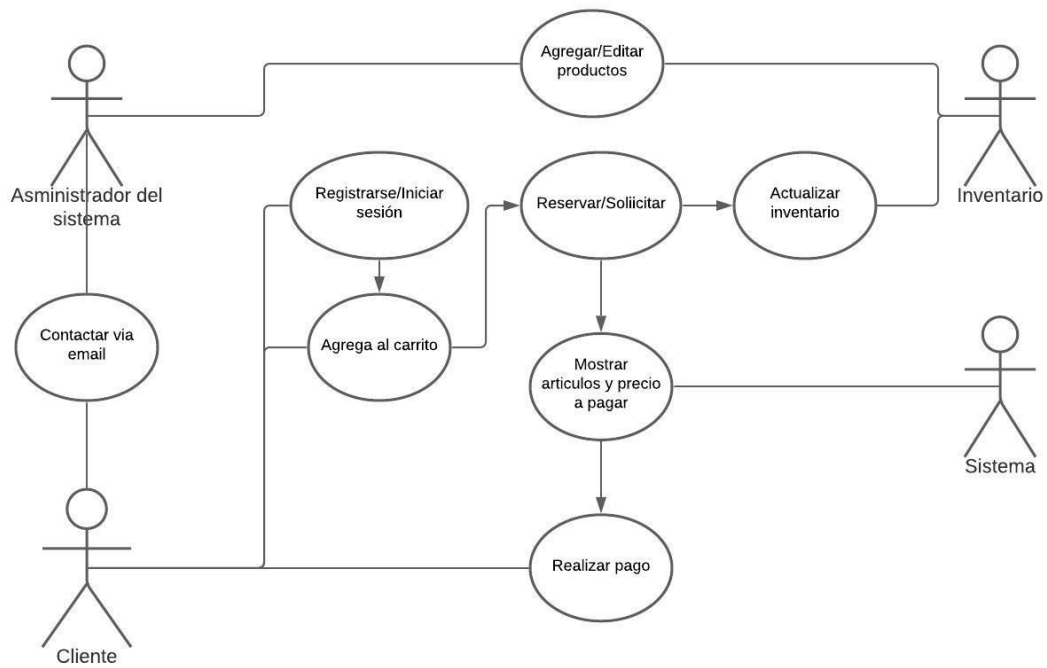 Agregar/Editar
productos
Asministrador del
sistema
Inventario
Registrarse/Iniciar
sesión
Reservar/Soliicitar
Actualizar
inventario
Contactar via
email
Agrega al carrito
Mostrar
articulos y precio
a pagar
Sistema
Realizar pago
Cliente